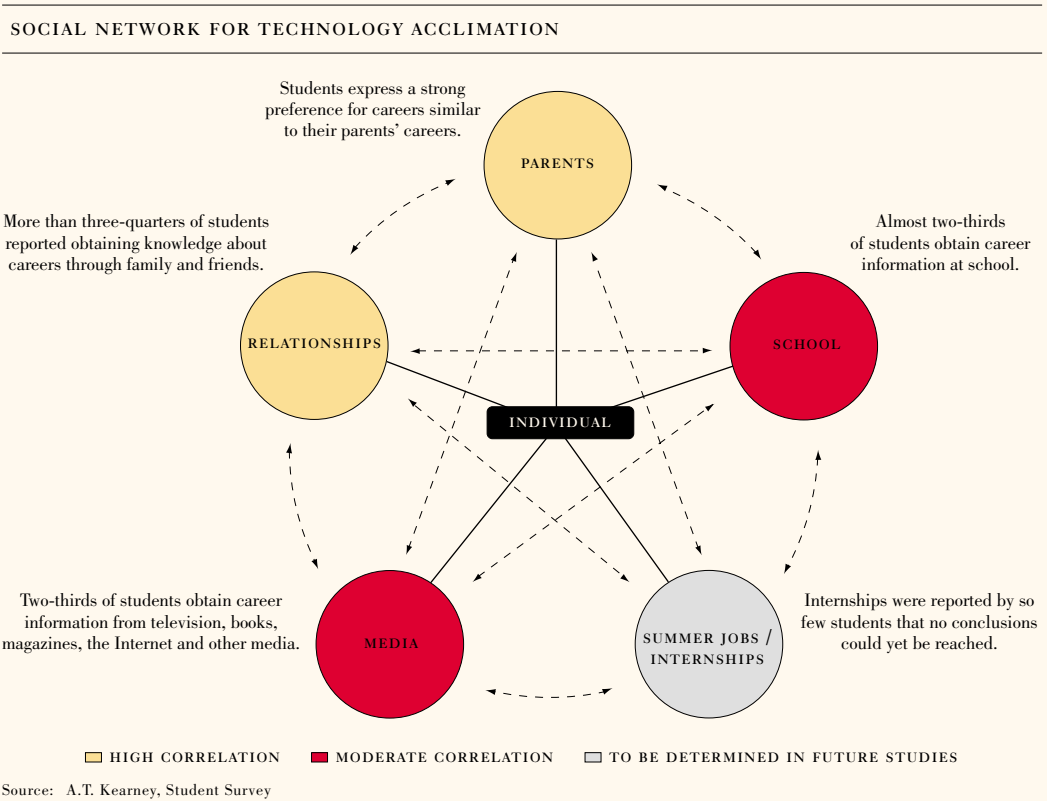 SOCIAL NETWORK FOR TECHNOLOGY ACCLIMATION
Students express a strong
preference for careers similar
to their parents’ careers.
PARENTS
More than three-quarters of students
reported obtaining knowledge about
careers through family and friends.
Almost two-thirds
of students obtain career
information at school.
RELATIONSHIPS
SCHOOL
INDIVIDUAL
Two-thirds of students obtain career
information from television, books,
magazines, the Internet and other media.
MEDIA
SUMMER JOBS /
INTERNSHIPS
Internships were reported by so
few students that no conclusions
could yet be reached.
HIGH CORRELATION
MODERATE CORRELATION
TO BE DETERMINED IN FUTURE STUDIES
Source: A.T. Kearney, Student Survey